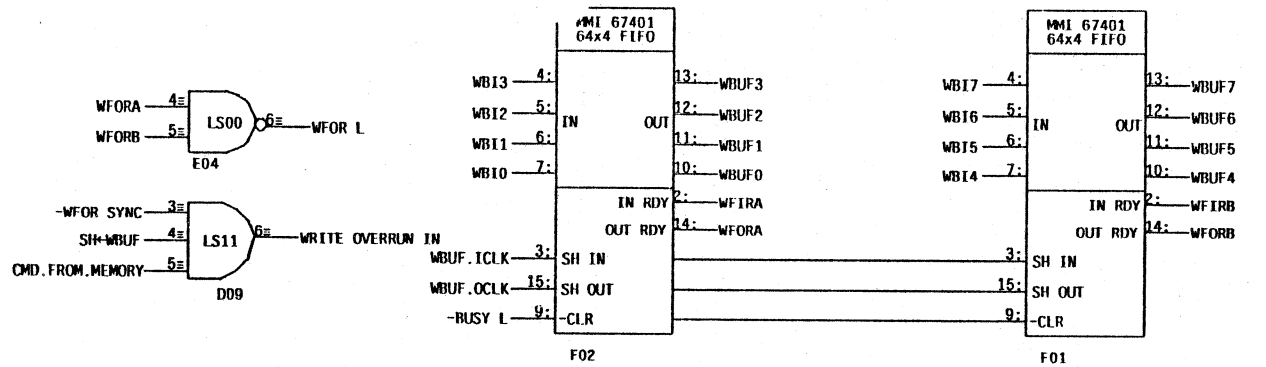 MMI 67401
64x4 FIFO
MMI 67401
64x4 FIFO
WBI3 4: 13: WBUF3
WBI7 4: 13: WBUF7
WFORA 4≡
WBI2 5: IN OUT 12: WBUF2
WBI6 5: IN OUT 12: WBUF6
LS00 6≡ WFOR L
WFORB 5≡
WBI1 6: 11: WBUF1
WBI5 6: 11: WBUF5
E04
WBI0 7: 10: WBUF0
WBI4 7: 10: WBUF4
IN RDY 2: WFIRA
IN RDY 2: WFIRB
-WFOR SYNC 3≡
OUT RDY 14: WFORA
OUT RDY 14: WFORB
SH←WBUF 4≡ LS11 6≡ WRITE OVERRUN IN
WBUF.ICLK 3: SH IN
3: SH IN
CMD.FROM.MEMORY 5≡
WBUF.OCLK 15: SH OUT
15: SH OUT
D09
-BUSY L 9: -CLR
9: -CLR
F02
F01